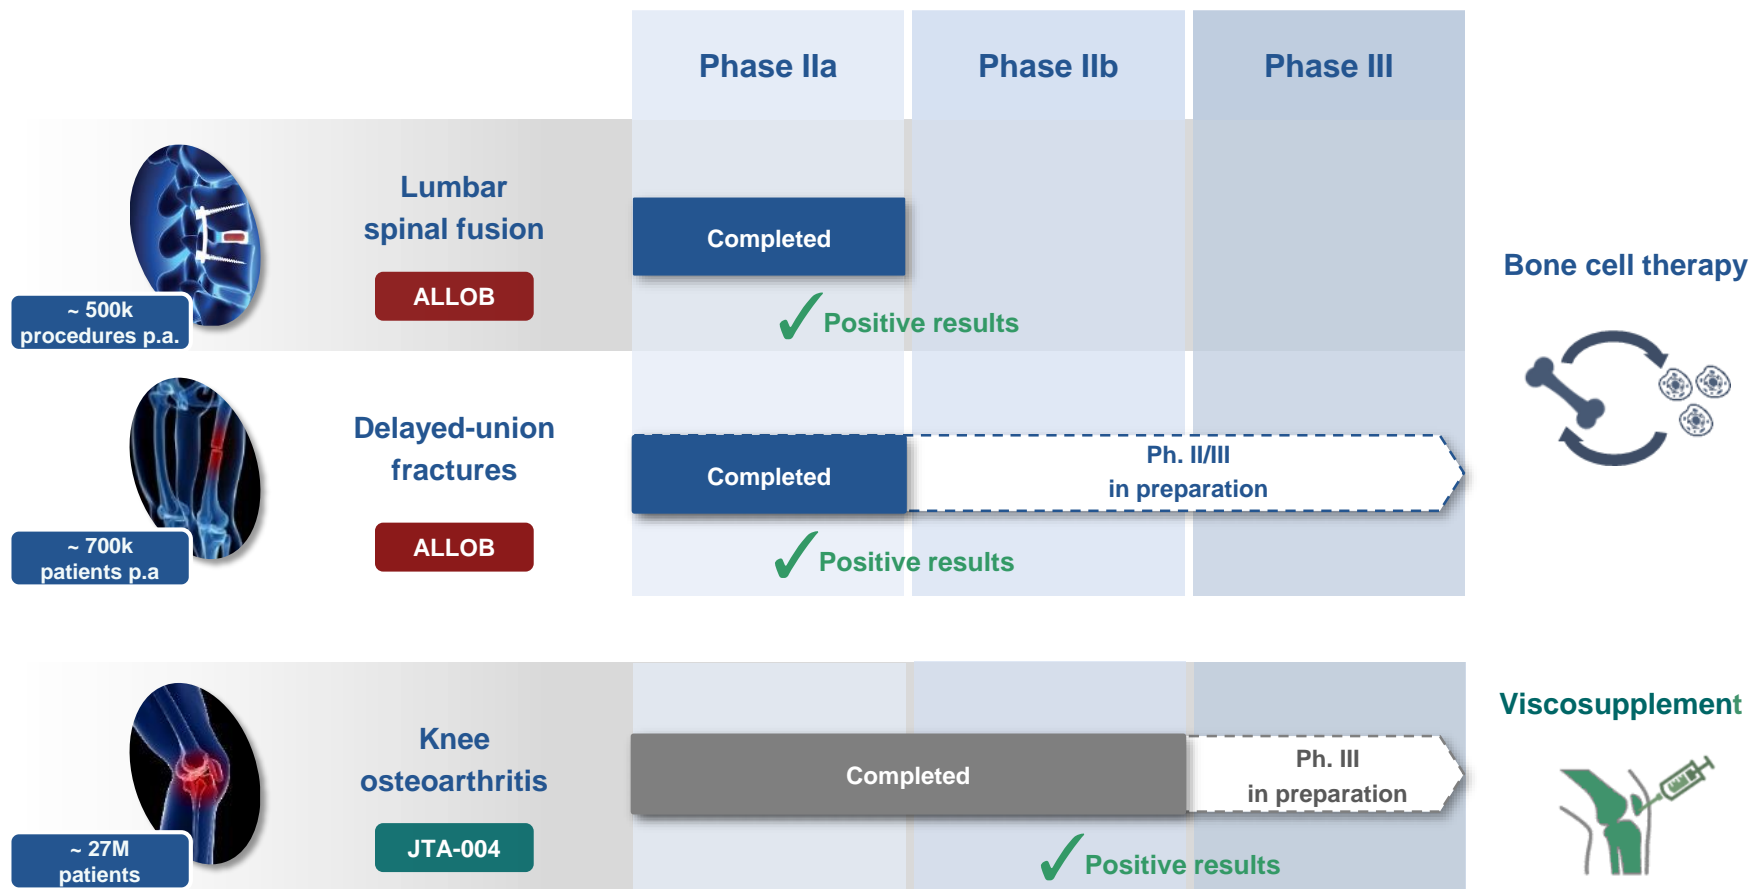 Phase IIa
Phase IIb
Phase III
Lumbar
spinal fusion
ALLOB
~ 500k
procedures p.a.
Completed
Positive results
Bone cell therapy
Delayed-union
fractures
ALLOB
~ 700k
patients p.a
Completed
Ph. II/III
in preparation
Positive results
Knee
osteoarthritis
JTA-004
~ 27M
patients
Completed
Ph. III
in preparation
Positive results
Viscosupplement